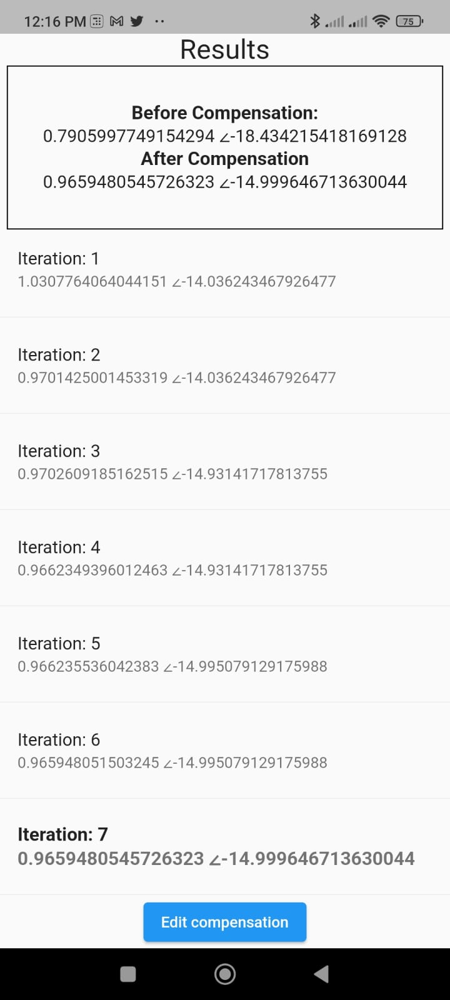 12:16 PM
75
Results
Before Compensation:
0.7905997749154294 ∠-18.434215418169128
After Compensation
0.9659480545726323 ∠-14.999646713630044
Iteration: 1
1.0307764064044151 ∠-14.036243467926477
Iteration: 2
0.9701425001453319 ∠-14.036243467926477
Iteration: 3
0.9702609185162515 ∠-14.93141717813755
Iteration: 4
0.9662349396012463 ∠-14.93141717813755
Iteration: 5
0.966235536042383 ∠-14.995079129175988
Iteration: 6
0.965948051503245 ∠-14.995079129175988
Iteration: 7
0.9659480545726323 ∠-14.999646713630044
Edit compensation